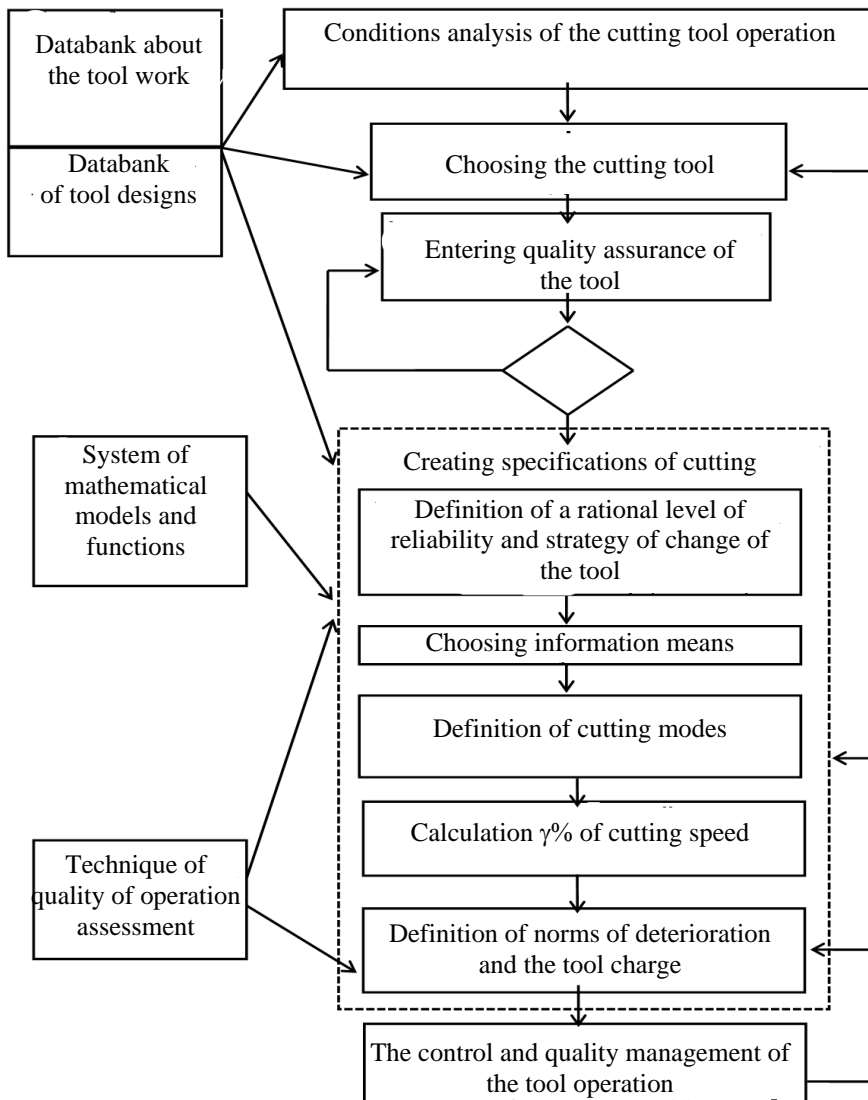 Databank about
the tool work
Databank
of tool designs
Conditions analysis of the cutting tool operation
Choosing the cutting tool
Entering quality assurance of
the tool
System of
mathematical
models and
functions
Creating specifications of cutting
Definition of a rational level of
reliability and strategy of change of
the tool
Choosing information means
Definition of cutting modes
Calculation γ% of cutting speed
Technique of
quality of operation
assessment
Definition of norms of deterioration
and the tool charge
The control and quality management of
the tool operation